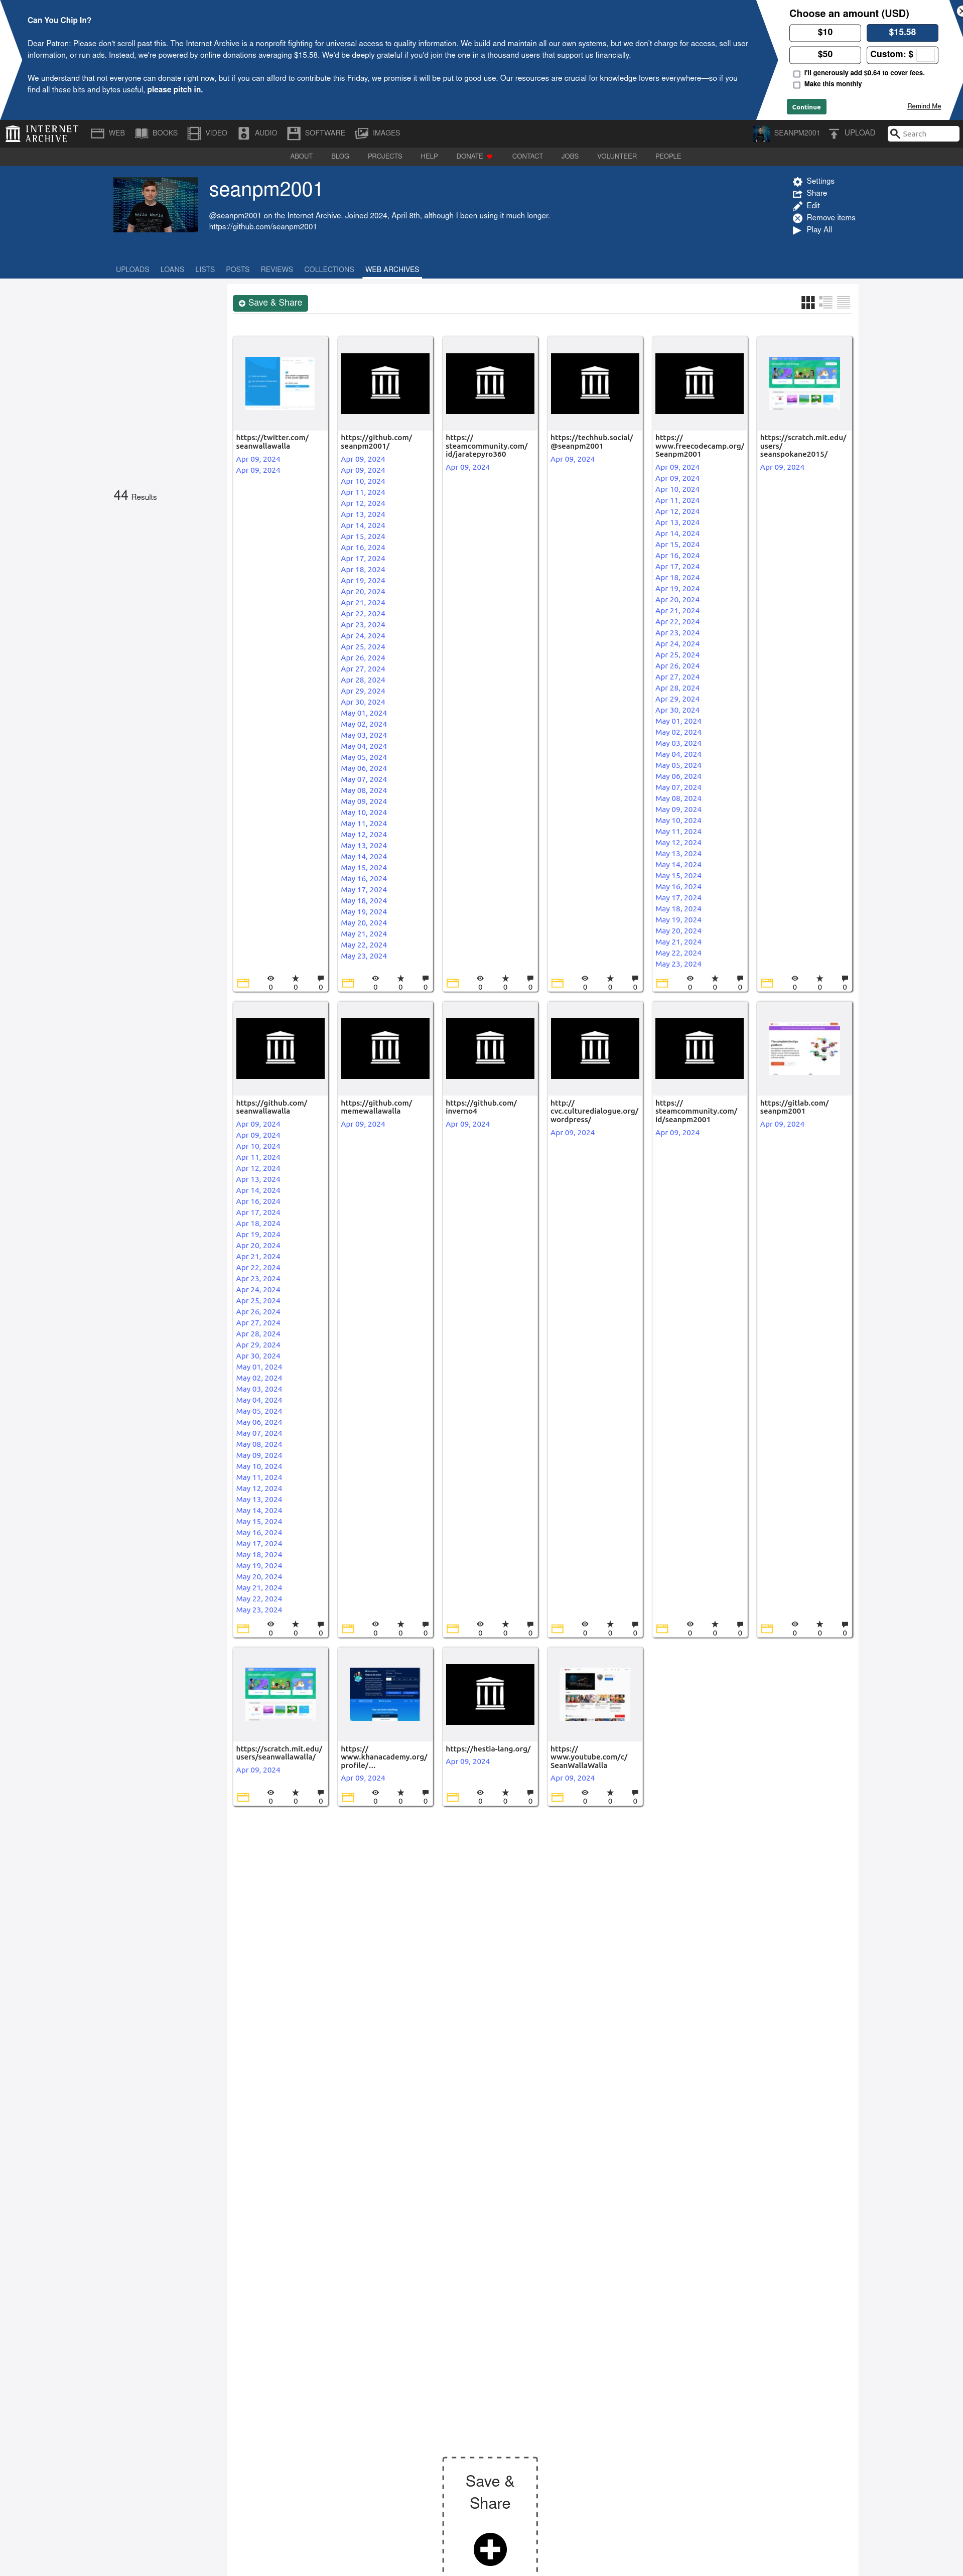 Can You Chip In?
Dear Patron: Please don't scroll past this. The Internet Archive is a nonprofit fighting for universal access to quality information. We build and maintain all our own systems, but we don't charge for access, sell user
information, or run ads. Instead, we're powered by online donations averaging $15.58. We'd be deeply grateful if you'd join the one in a thousand users that support us financially.
We understand that not everyone can donate right now, but if you can afford to contribute this Friday, we promise it will be put to good use. Our resources are crucial for knowledge lovers everywhere—so if you
find all these bits and bytes useful, please pitch in.
Choose an amount (USD)
$10 $15.58
$50 Custom: $
I'll generously add $0.64 to cover fees.
Make this monthly
Continue Remind Me
INTERNET ARCHIVE WEB BOOKS VIDEO AUDIO SOFTWARE IMAGES SEANPM2001 UPLOAD Search
ABOUT BLOG PROJECTS HELP DONATE CONTACT JOBS VOLUNTEER PEOPLE
seanpm2001
@seanpm2001 on the Internet Archive. Joined 2024, April 8th, although I been using it much longer.
https://github.com/seanpm2001
Settings
Share
Edit
Remove items
Play All
UPLOADS LOANS LISTS POSTS REVIEWS COLLECTIONS WEB ARCHIVES
44 Results
Save & Share
https://twitter.com/
seanwallawalla
Apr 09, 2024
Apr 09, 2024
0 0 0
https://github.com/
seanpm2001/
Apr 09, 2024
Apr 09, 2024
Apr 10, 2024
Apr 11, 2024
Apr 12, 2024
Apr 13, 2024
Apr 14, 2024
Apr 15, 2024
Apr 16, 2024
Apr 17, 2024
Apr 18, 2024
Apr 19, 2024
Apr 20, 2024
Apr 21, 2024
Apr 22, 2024
Apr 23, 2024
Apr 24, 2024
Apr 25, 2024
Apr 26, 2024
Apr 27, 2024
Apr 28, 2024
Apr 29, 2024
Apr 30, 2024
May 01, 2024
May 02, 2024
May 03, 2024
May 04, 2024
May 05, 2024
May 06, 2024
May 07, 2024
May 08, 2024
May 09, 2024
May 10, 2024
May 11, 2024
May 12, 2024
May 13, 2024
May 14, 2024
May 15, 2024
May 16, 2024
May 17, 2024
May 18, 2024
May 19, 2024
May 20, 2024
May 21, 2024
May 22, 2024
May 23, 2024
0 0 0
https://
steamcommunity.com/
id/jaratepyro360
Apr 09, 2024
0 0 0
https://techhub.social/
@seanpm2001
Apr 09, 2024
0 0 0
https://
www.freecodecamp.org/
Seanpm2001
Apr 09, 2024
Apr 09, 2024
Apr 10, 2024
Apr 11, 2024
Apr 12, 2024
Apr 13, 2024
Apr 14, 2024
Apr 15, 2024
Apr 16, 2024
Apr 17, 2024
Apr 18, 2024
Apr 19, 2024
Apr 20, 2024
Apr 21, 2024
Apr 22, 2024
Apr 23, 2024
Apr 24, 2024
Apr 25, 2024
Apr 26, 2024
Apr 27, 2024
Apr 28, 2024
Apr 29, 2024
Apr 30, 2024
May 01, 2024
May 02, 2024
May 03, 2024
May 04, 2024
May 05, 2024
May 06, 2024
May 07, 2024
May 08, 2024
May 09, 2024
May 10, 2024
May 11, 2024
May 12, 2024
May 13, 2024
May 14, 2024
May 15, 2024
May 16, 2024
May 17, 2024
May 18, 2024
May 19, 2024
May 20, 2024
May 21, 2024
May 22, 2024
May 23, 2024
0 0 0
https://scratch.mit.edu/
users/
seanspokane2015/
Apr 09, 2024
0 0 0
https://github.com/
seanwallawalla
Apr 09, 2024
Apr 09, 2024
Apr 10, 2024
Apr 11, 2024
Apr 12, 2024
Apr 13, 2024
Apr 14, 2024
Apr 16, 2024
Apr 17, 2024
Apr 18, 2024
Apr 19, 2024
Apr 20, 2024
Apr 21, 2024
Apr 22, 2024
Apr 23, 2024
Apr 24, 2024
Apr 25, 2024
Apr 26, 2024
Apr 27, 2024
Apr 28, 2024
Apr 29, 2024
Apr 30, 2024
May 01, 2024
May 02, 2024
May 03, 2024
May 04, 2024
May 05, 2024
May 06, 2024
May 07, 2024
May 08, 2024
May 09, 2024
May 10, 2024
May 11, 2024
May 12, 2024
May 13, 2024
May 14, 2024
May 15, 2024
May 16, 2024
May 17, 2024
May 18, 2024
May 19, 2024
May 20, 2024
May 21, 2024
May 22, 2024
May 23, 2024
0 0 0
https://github.com/
memewallawalla
Apr 09, 2024
0 0 0
https://github.com/
inverno4
Apr 09, 2024
0 0 0
http://
cvc.culturedialogue.org/
wordpress/
Apr 09, 2024
0 0 0
https://
steamcommunity.com/
id/seanpm2001
Apr 09, 2024
0 0 0
https://gitlab.com/
seanpm2001
Apr 09, 2024
0 0 0
https://scratch.mit.edu/
users/seanwallawalla/
Apr 09, 2024
0 0 0
https://
www.khanacademy.org/
profile/...
Apr 09, 2024
0 0 0
https://hestia-lang.org/
Apr 09, 2024
0 0 0
https://
www.youtube.com/c/
SeanWallaWalla
Apr 09, 2024
0 0 0
Save &
Share